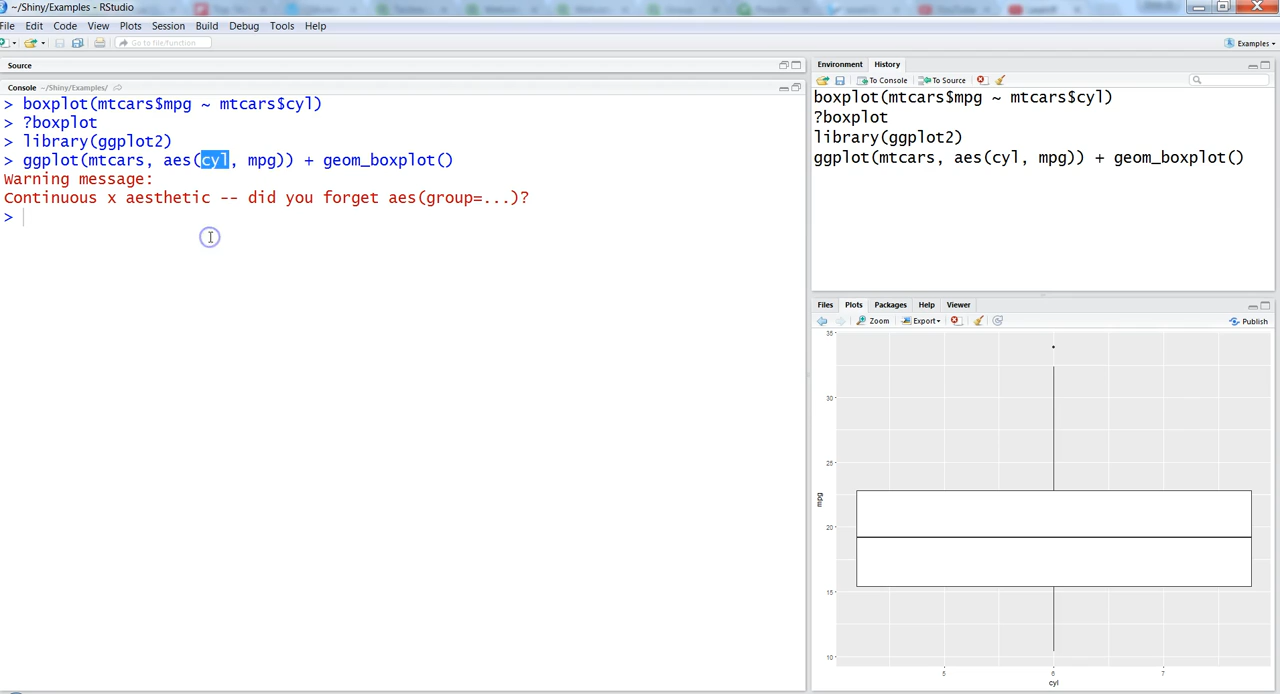 ~/Shiny/Examples - RStudio
File Edit Code View Plots Session Build Debug Tools Help
Go to file/function
Examples
Source
Console ~/Shiny/Examples/
> boxplot(mtcars$mpg ~ mtcars$cyl)
> ?boxplot
> library(ggplot2)
> ggplot(mtcars, aes(cyl, mpg)) + geom_boxplot()
Warning message:
Continuous x aesthetic -- did you forget aes(group=...)?
>
Environment History
To Console To Source
boxplot(mtcars$mpg ~ mtcars$cyl)
?boxplot
library(ggplot2)
ggplot(mtcars, aes(cyl, mpg)) + geom_boxplot()
Files Plots Packages Help Viewer
Zoom Export Publish
35
30
25
20
15
10
mpg
5 6 7
cyl